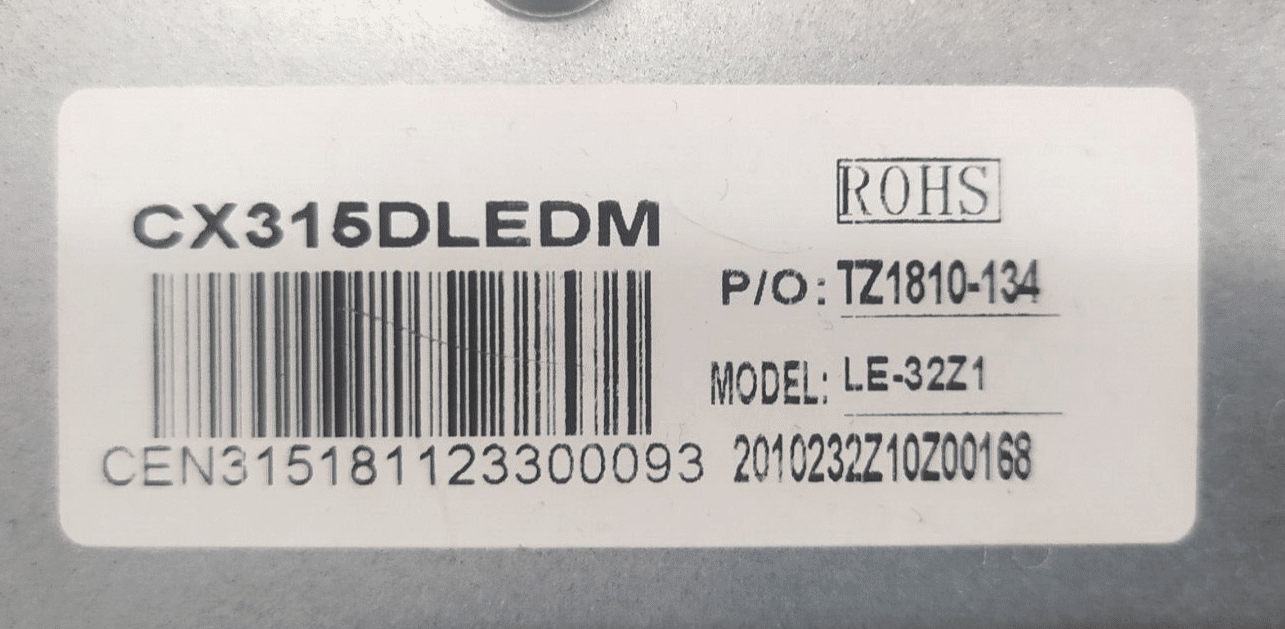 CX315DLEDM
CEN315181123300093
ROHS
P/O: TZ1810-134
MODEL: LE-32Z1
2010232Z10Z00168